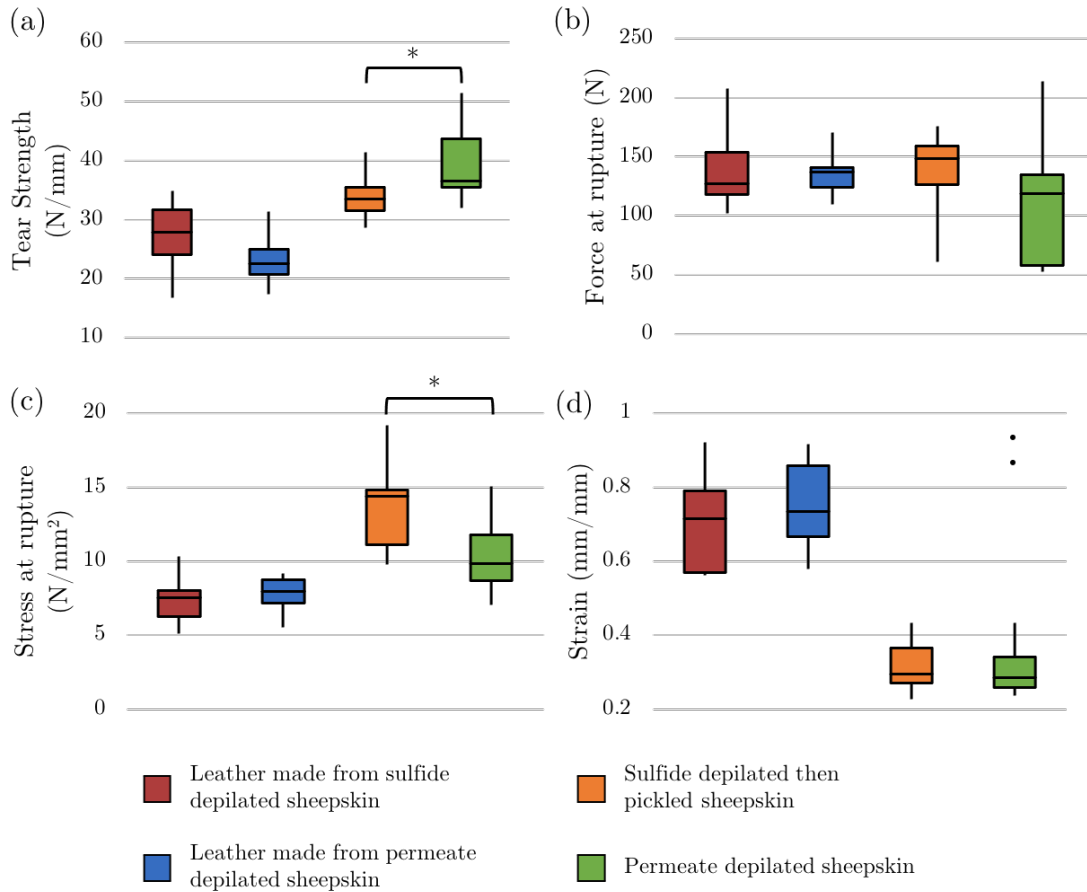 (a)
Tear Strength
(N/mm)
60
50
40
30
20
10
*
(b)
Force at rupture (N)
250
200
150
100
50
0
(c)
Stress at rupture
(N/mm²)
20
15
10
5
0
*
(d)
Strain (mm/mm)
1
0.8
0.6
0.4
0.2
Leather made from sulfide
depilated sheepskin
Sulfide depilated then
pickled sheepskin
Leather made from permeate
depilated sheepskin
Permeate depilated sheepskin